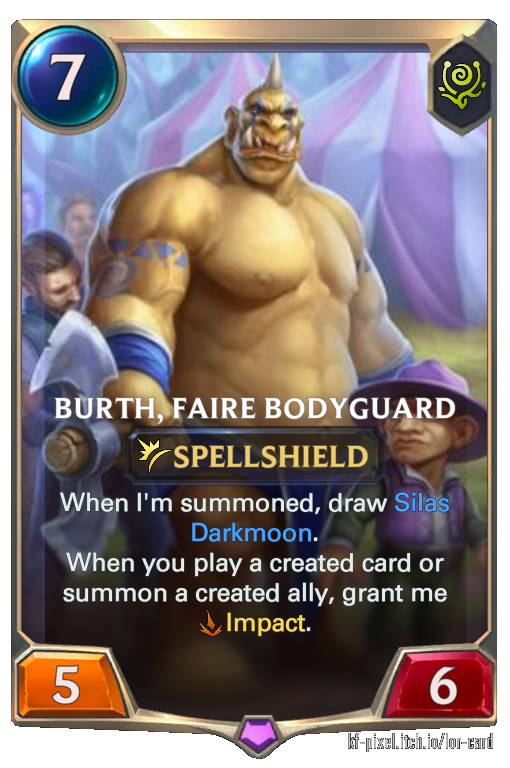 7
BURTH, FAIRE BODYGUARD
SPELLSHIELD
When I'm summoned, draw Silas
Darkmoon.
When you play a created card or
summon a created ally, grant me
Impact.
5
6
kf-pixel.itch.io/lor-card